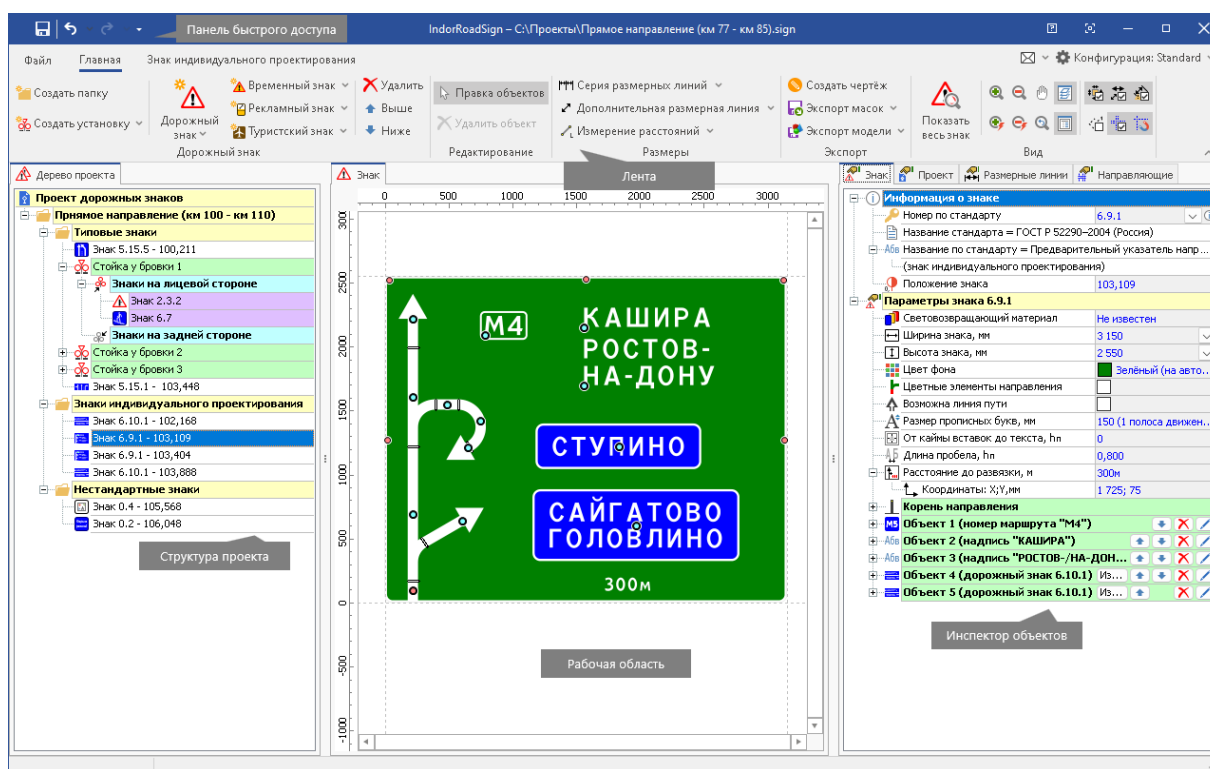 Панель быстрого доступа
IndorRoadSign – C:\Проекты\Прямое направление (км 77 - км 85).sign
Файл Главная Знак индивидуального проектирования
Конфигурация: Standard
Создать папку
Создать установку
Дорожный знак
Временный знак
Рекламный знак
Туристский знак
Удалить
Выше
Ниже
Дорожный знак
Правка объектов
Удалить объект
Редактирование
Серия размерных линий
Дополнительная размерная линия
Измерение расстояний
Размеры
Создать чертёж
Экспорт масок
Экспорт модели
Экспорт
Показать весь знак
Вид
Лента
Дерево проекта
Проект дорожных знаков
Прнямое направление (км 100 - км 110)
Типовые знаки
Знак 5.15.5 - 100,211
Стойка у бровки 1
Знаки на лицевой стороне
Знак 2.3.2
Знак 6.7
Знаки на задней стороне
Стойка у бровки 2
Стойка у бровки 3
Знак 5.15.1 - 103,448
Знаки индивидуального проектирования
Знак 6.10.1 - 102,168
Знак 6.9.1 - 103,109
Знак 6.9.1 - 103,404
Знак 6.10.1 - 103,888
Нестандартные знаки
Знак 0.4 - 105,568
Знак 0.2 - 106,048
Структура проекта
Знак
0 500 1000 1500 2000 2500 3000
300
2500
2000
1500
1000
500
0
-500
-1000
М4
КАШИРА
РОСТОВ-
НА-ДОНУ
СТУПИНО
САЙГАТОВО
ГОЛОВЛИНО
300м
Рабочая область
Знак Проект Размерные линии Направляющие
Информация о знаке
Номер по стандарту 6.9.1
Название стандарта = ГОСТ Р 52290–2004 (Россия)
Название по стандарту = Предварительный указатель напр...
(знак индивидуального проектирования)
Положение знака 103,109
Параметры знака 6.9.1
Световозвращающий материал Не известен
Ширина знака, мм 3 150
Высота знака, мм 2 550
Цвет фона Зелёный (на авто...
Цветные элементы направления
Возможна линия пути
Размер прописных букв, мм 150 (1 полоса движен...
От каймы вставок до текста, hп 0
Длина пробела, hп 0,800
Расстояние до развязки, м 300м
Координаты: X;Y,мм 1 725; 75
Корень направления
Объект 1 (номер маршрута "М4")
Объект 2 (надпись "КАШИРА")
Объект 3 (надпись "РОСТОВ-/НА-ДОН...
Объект 4 (дорожный знак 6.10.1) Из...
Объект 5 (дорожный знак 6.10.1) Из...
Инспектор объектов